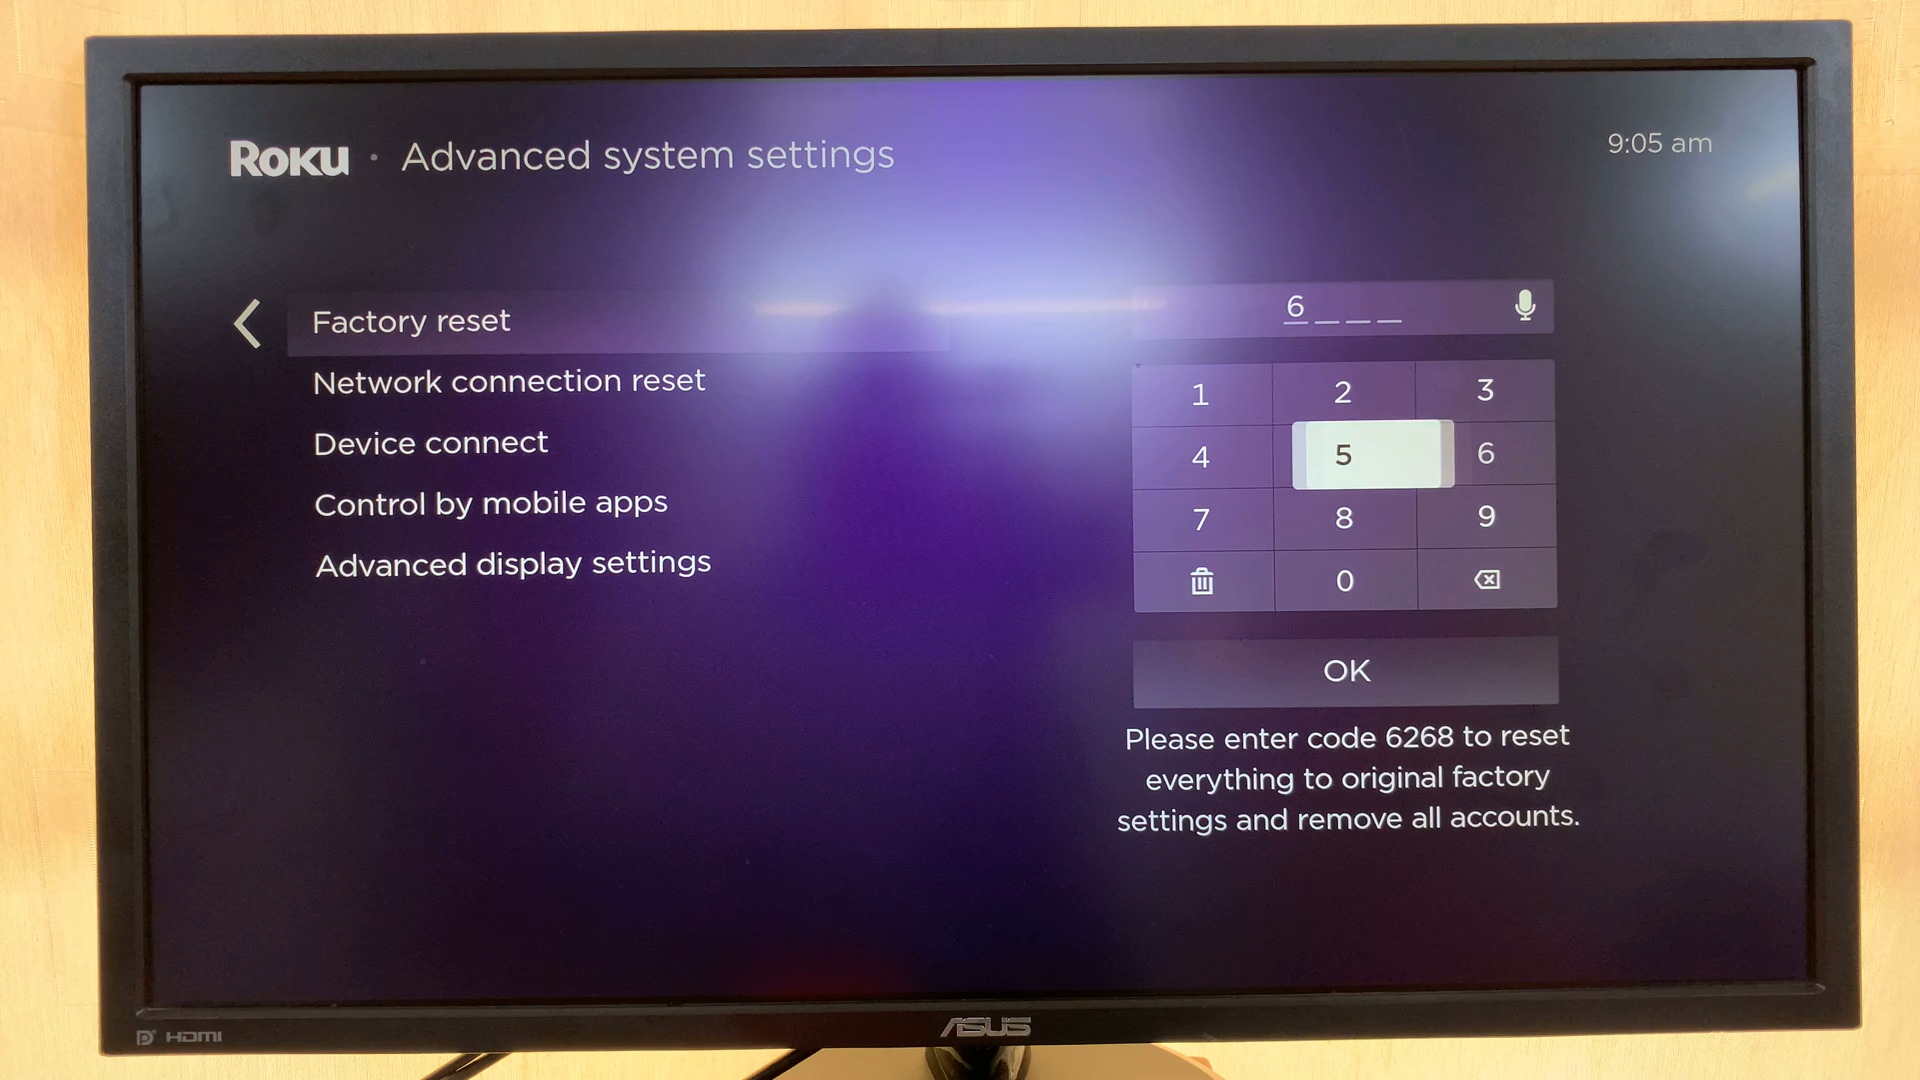 Roku · Advanced system settings
9:05 am
Factory reset
Network connection reset
Device connect
Control by mobile apps
Advanced display settings
6 _ _ _
1 2 3
4 5 6
7 8 9
0
OK
Please enter code 6268 to reset
everything to original factory
settings and remove all accounts.
HDMI
ASUS